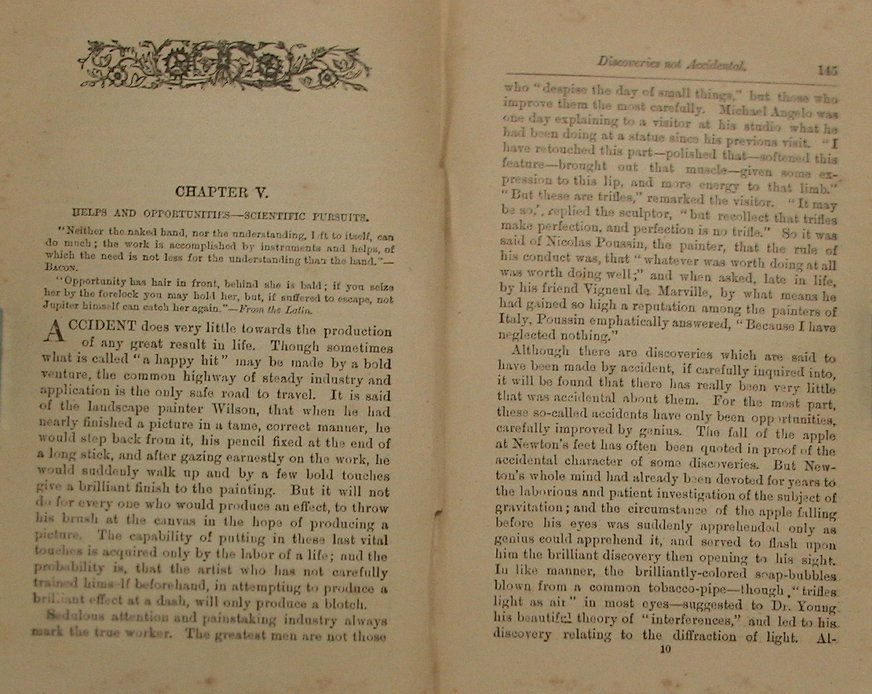 CHAPTER V.
HELPS AND OPPORTUNITIES—SCIENTIFIC PURSUITS.
"Neither the naked hand, nor the understanding, left to itself, can
do much; the work is accomplished by instruments and helps, of
which the need is not less for the understanding than the hand."—
BACON.
"Opportunity has hair in front, behind she is bald; if you seize
her by the forelock you may hold her, but, if suffered to escape, not
Jupiter himself can catch her again."—From the Latin.
ACCIDENT does very little towards the production
of any great result in life. Though sometimes
what is called "a happy hit" may be made by a bold
venture, the common highway of steady industry and
application is the only safe road to travel. It is said
of the landscape painter Wilson, that when he had
nearly finished a picture in a tame, correct manner, he
would step back from it, his pencil fixed at the end of
a long stick, and after gazing earnestly on the work, he
would suddenly walk up and by a few bold touches
give a brilliant finish to the painting. But it will not
do for every one who would produce an effect, to throw
his brush at the canvas in the hope of producing a
picture. The capability of putting in these last vital
touches is acquired only by the labor of a life; and the
probability is, that the artist who has not carefully
trained himself beforehand, in attempting to produce a
brilliant effect at a dash, will only produce a blotch.
Sedulous attention and painstaking industry always
mark the true worker. The greatest men are not those
Discoveries not Accidental. 145
who "despise the day of small things," but those who
improve them the most carefully. Michael Angelo was
one day explaining to a visitor at his studio what he
had been doing at a statue since his previous visit. "I
have retouched this part—polished that—softened this
feature—brought out that muscle—given some ex-
pression to this lip, and more energy to that limb."
"But these are trifles," remarked the visitor. "It may
be so," replied the sculptor, "but recollect that trifles
make perfection, and perfection is no trifle." So it was
said of Nicolas Poussin, the painter, that the rule of
his conduct was, that "whatever was worth doing at all
was worth doing well;" and when asked, late in life,
by his friend Vigneul de Marville, by what means he
had gained so high a reputation among the painters of
Italy, Poussin emphatically answered, "Because I have
neglected nothing."
Although there are discoveries which are said to
have been made by accident, if carefully inquired into,
it will be found that there has really been very little
that was accidental about them. For the most part,
these so-called accidents have only been opportunities,
carefully improved by genius. The fall of the apple
at Newton's feet has often been quoted in proof of the
accidental character of some discoveries. But New-
ton's whole mind had already been devoted for years to
the laborious and patient investigation of the subject of
gravitation; and the circumstance of the apple falling
before his eyes was suddenly apprehended only as
genius could apprehend it, and served to flash upon
him the brilliant discovery then opening to his sight.
In like manner, the brilliantly-colored soap-bubbles
blown from a common tobacco-pipe—though "trifles
light as air" in most eyes—suggested to Dr. Young
his beautiful theory of "interferences," and led to his
discovery relating to the diffraction of light. Al-
10